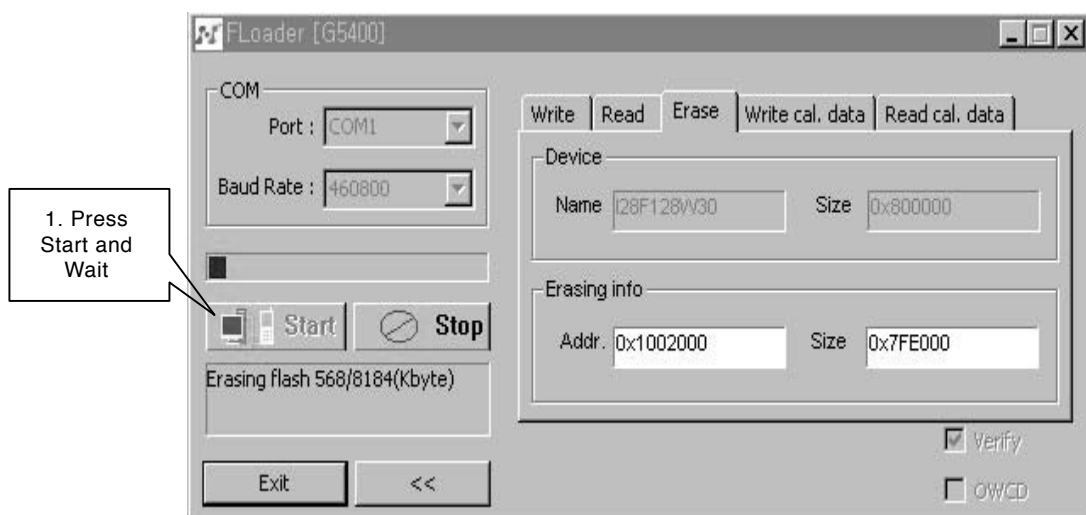 FLoader [G5400]
COM
Port : COM1
Baud Rate : 460800
1. Press
Start and
Wait
Start
Stop
Erasing flash 568/8184(Kbyte)
Exit
<<
Write Read Erase Write cal. data Read cal. data
Device
Name I28F128W30 Size 0x800000
Erasing info
Addr. 0x1002000 Size 0x7FE000
Verify
OWCD